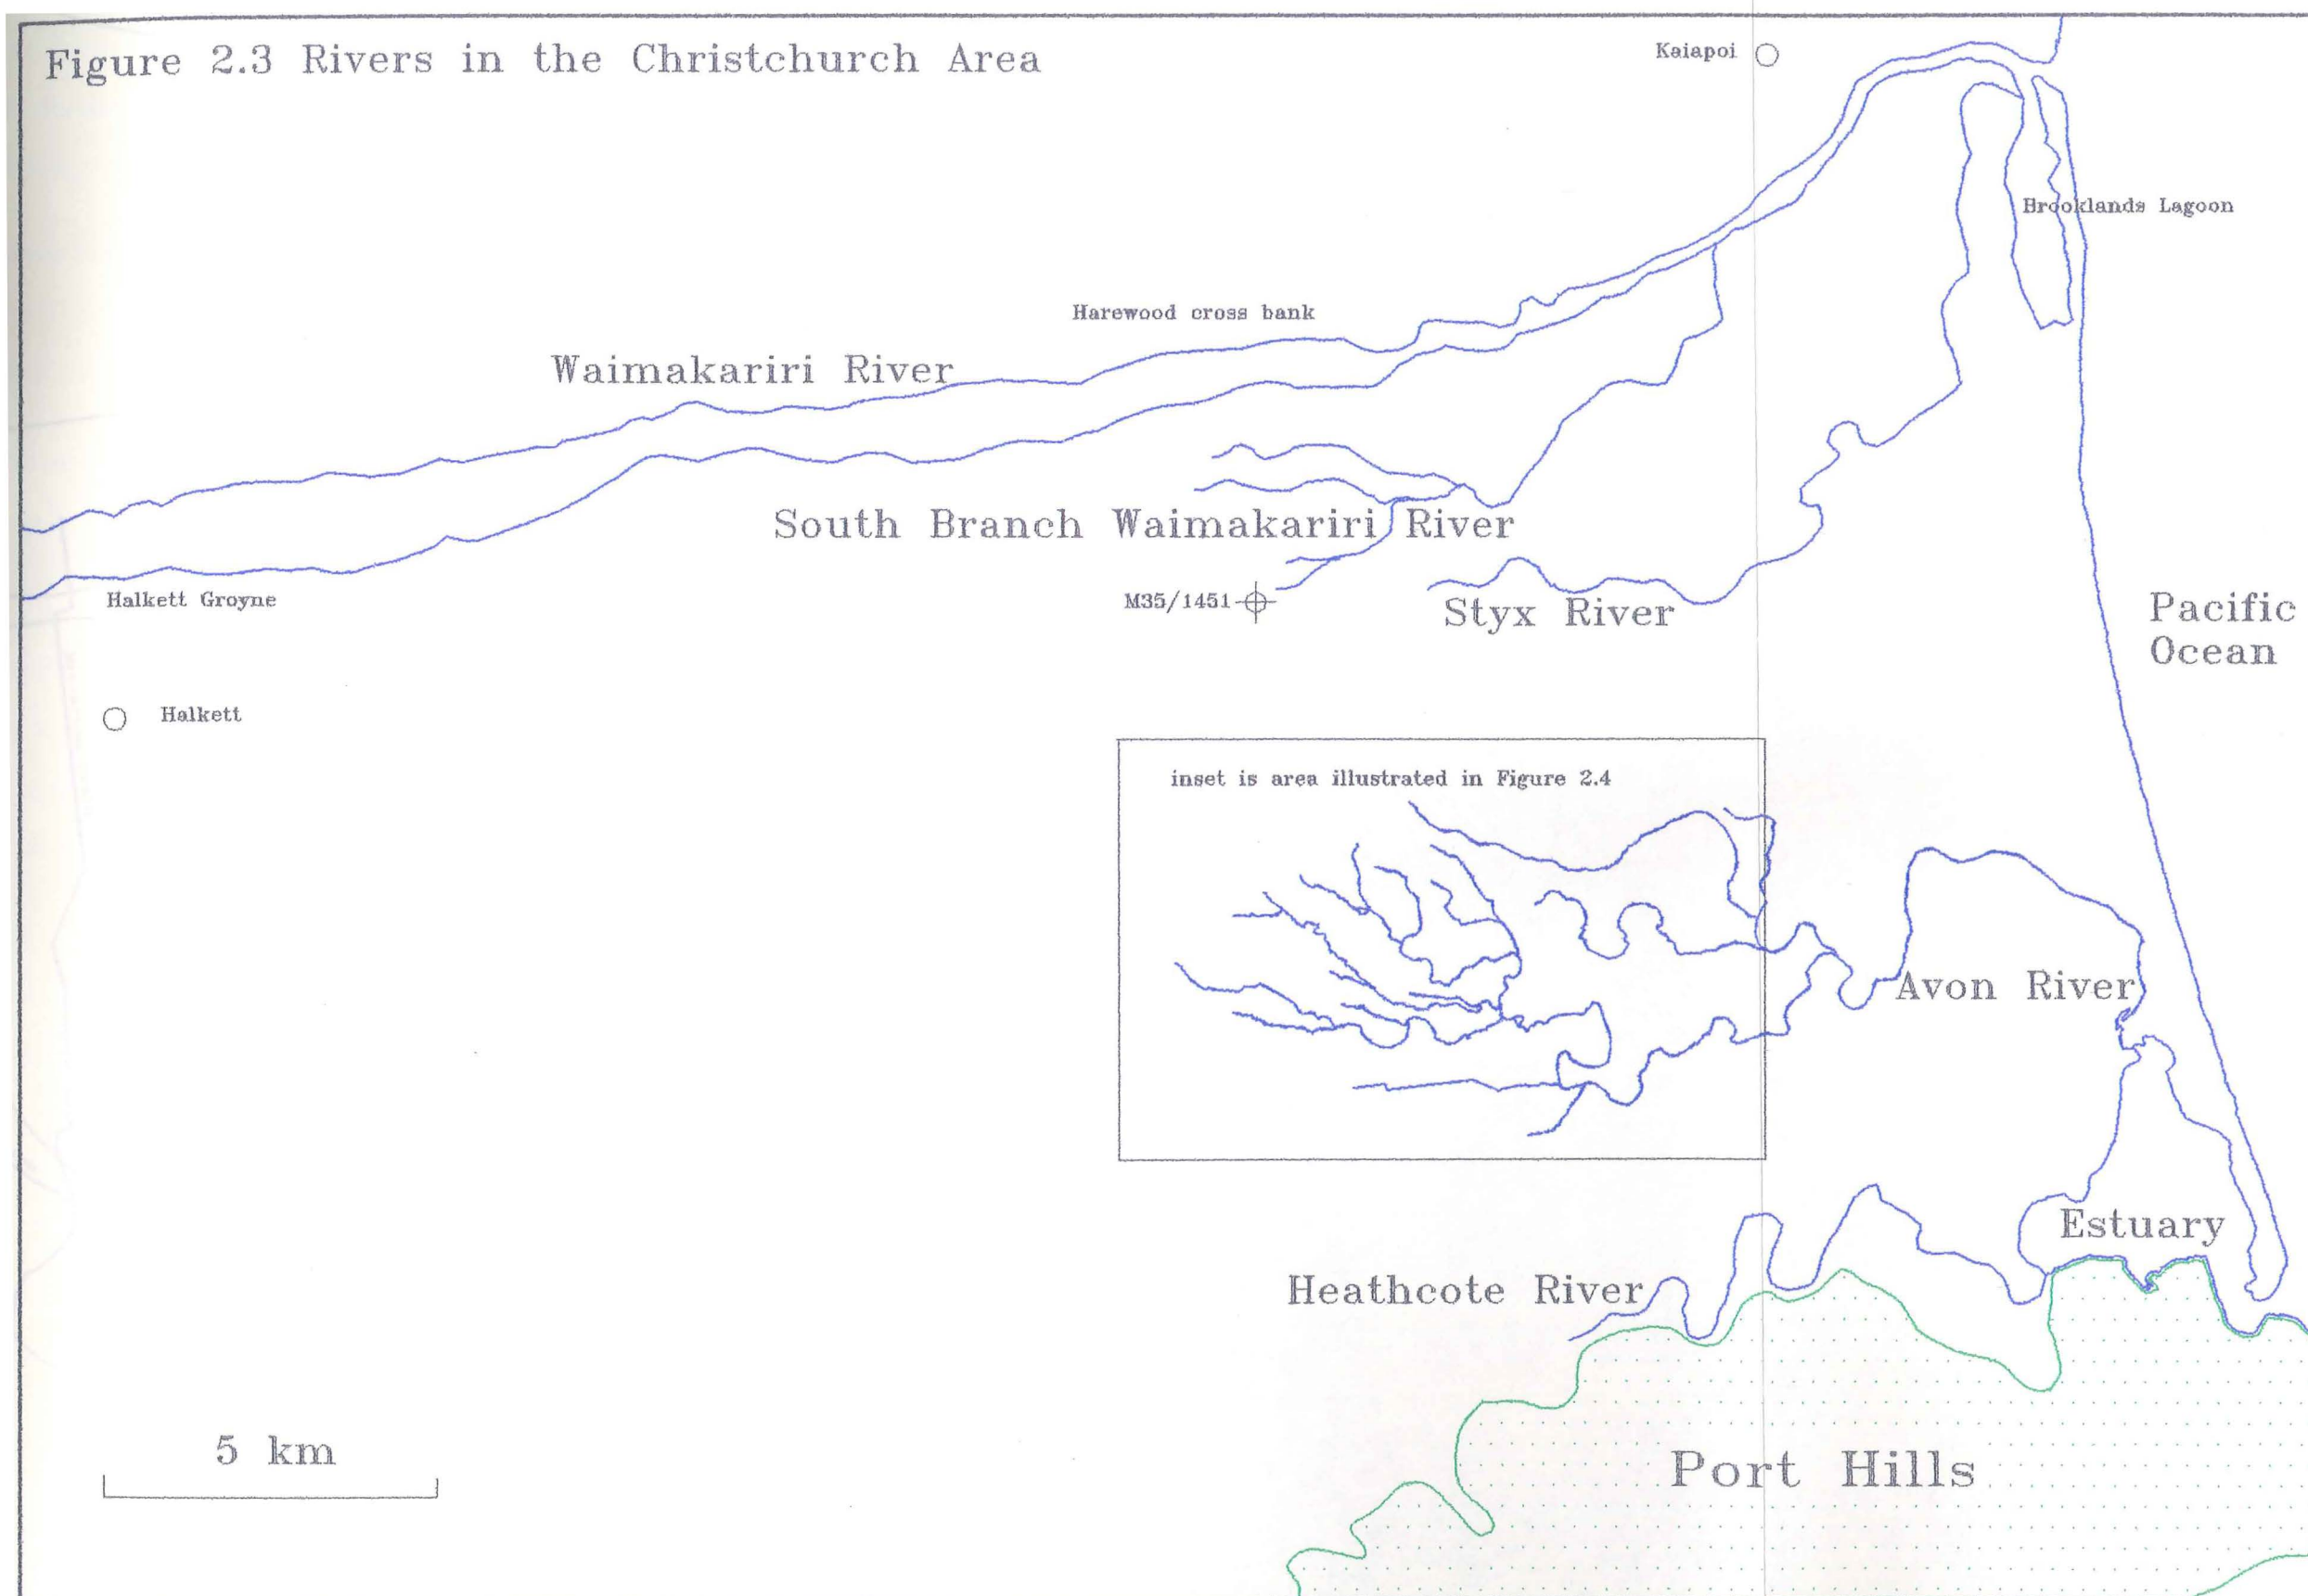 Figure 2.3 Rivers in the Christchurch Area
Kaiapoi
Brooklands Lagoon
Harewood cross bank
Waimakariri River
South Branch Waimakariri River
Halkett Groyne
M35/1451
Styx River
Pacific
Ocean
Halkett
inset is area illustrated in Figure 2.4
Avon River
Estuary
Heathcote River
5 km
Port Hills